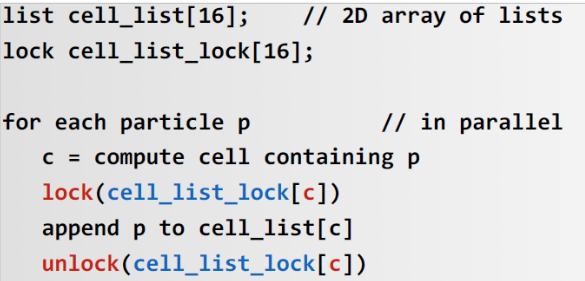 list cell_list[16];    // 2D array of lists
lock cell_list_lock[16];
for each particle p          // in parallel
   c = compute cell containing p
   lock(cell_list_lock[c])
   append p to cell_list[c]
   unlock(cell_list_lock[c])